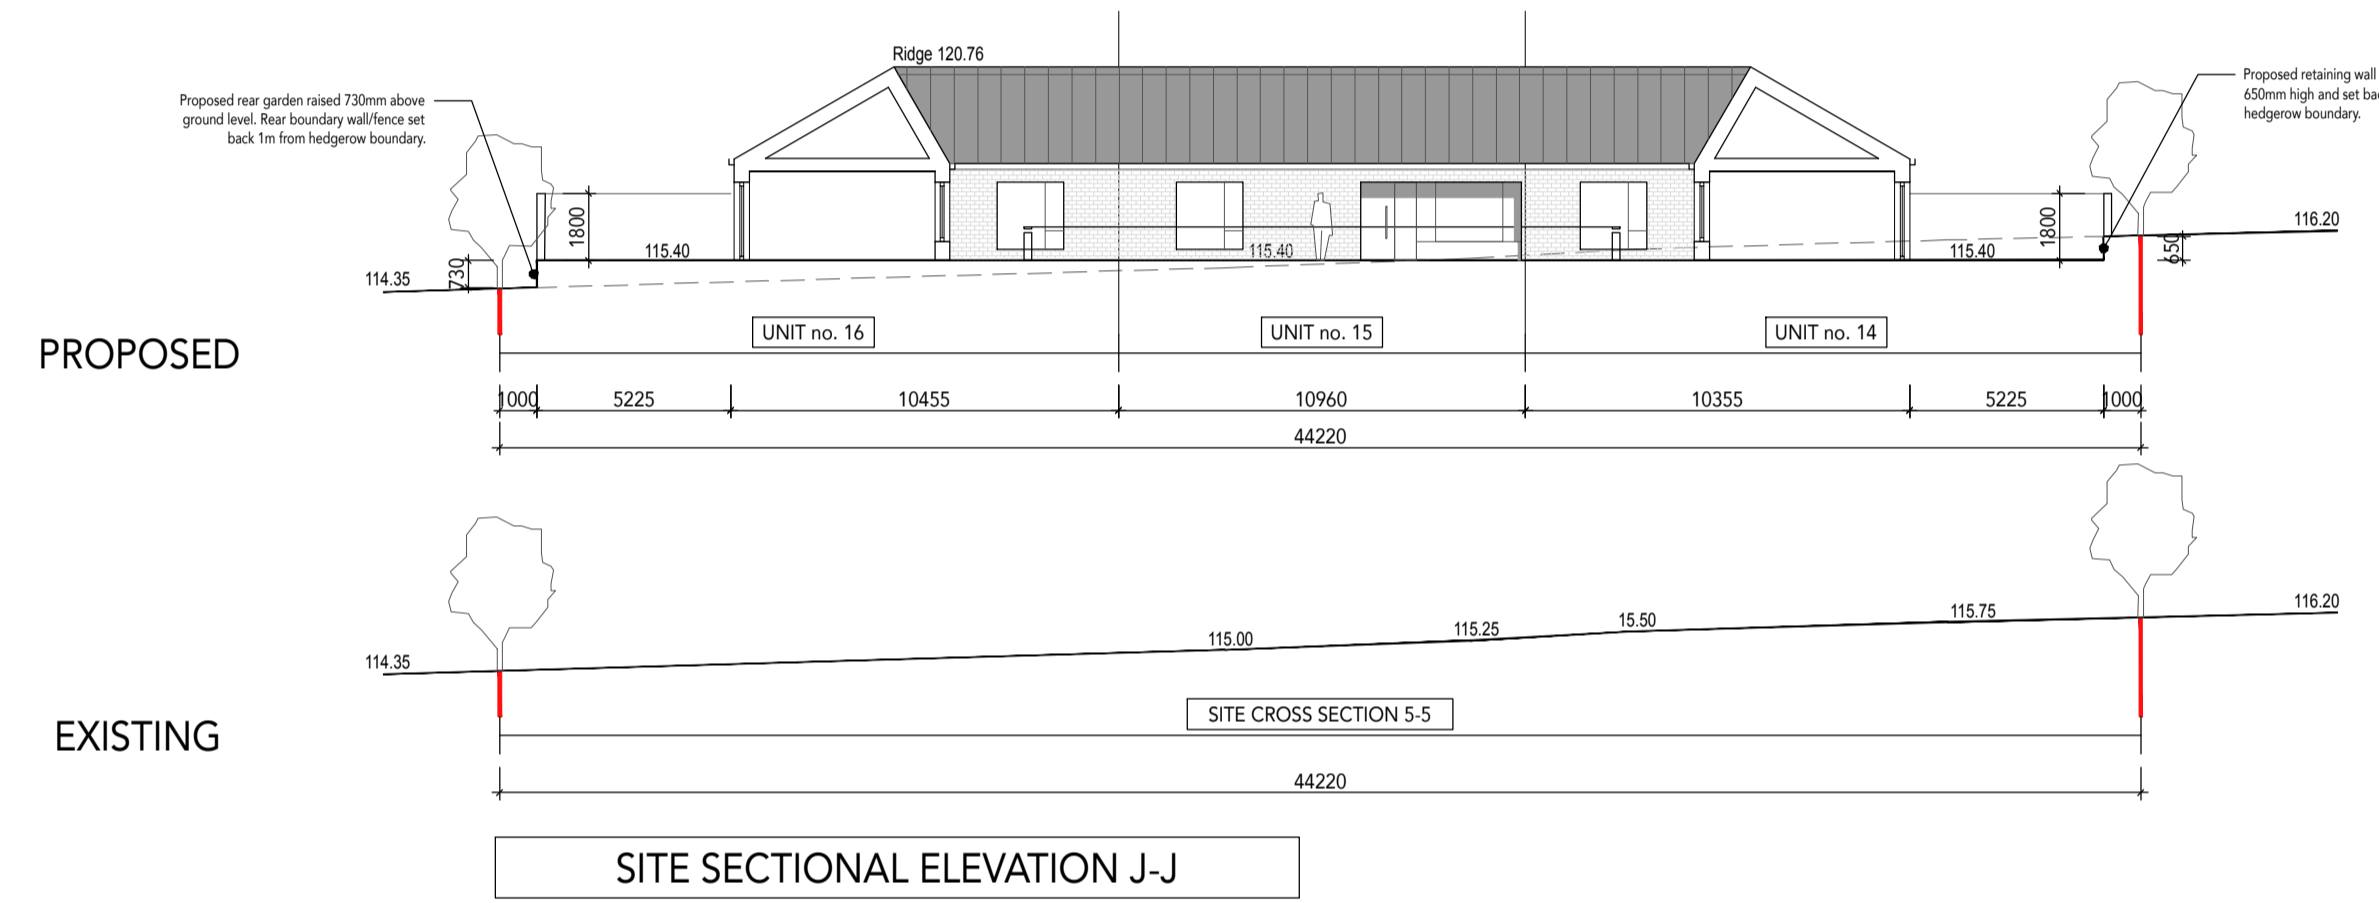 Ridge 120.76
Proposed rear garden raised 730mm above
ground level. Rear boundary wall/fence set
back 1m from hedgerow boundary.
Proposed retaining wall
650mm high and set
hedgerow boundary.
1800
1800
116.20
115.40
115.40
115.40
730
650
114.35
UNIT no. 16
UNIT no. 15
UNIT no. 14
PROPOSED
1000
5225
10455
10960
10355
5225
1000
44220
116.20
115.75
15.50
115.25
115.00
114.35
SITE CROSS SECTION 5-5
EXISTING
44220
SITE SECTIONAL ELEVATION J-J